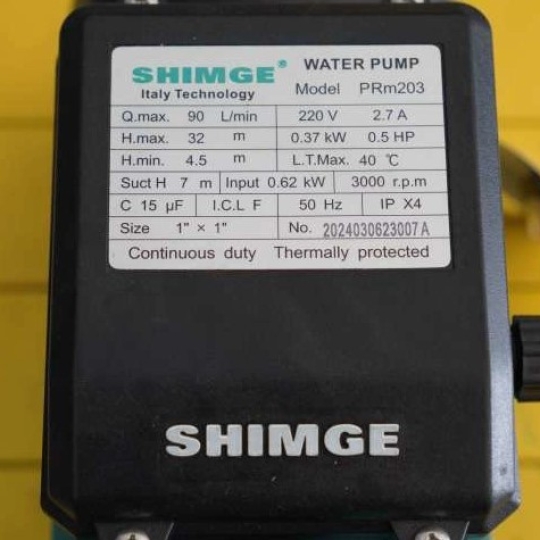 SHIMGE® WATER PUMP
Italy Technology Model PRm203
Q.max. 90 L/min 220 V 2.7 A
H.max. 32 m 0.37 kW 0.5 HP
H.min. 4.5 m L.T.Max. 40 ℃
Suct H 7 m Input 0.62 kW 3000 r.p.m
C 15 µF I.C.L F 50 Hz IP X4
Size 1" × 1" No. 2024030623007 A
Continuous duty Thermally protected
SHIMGE